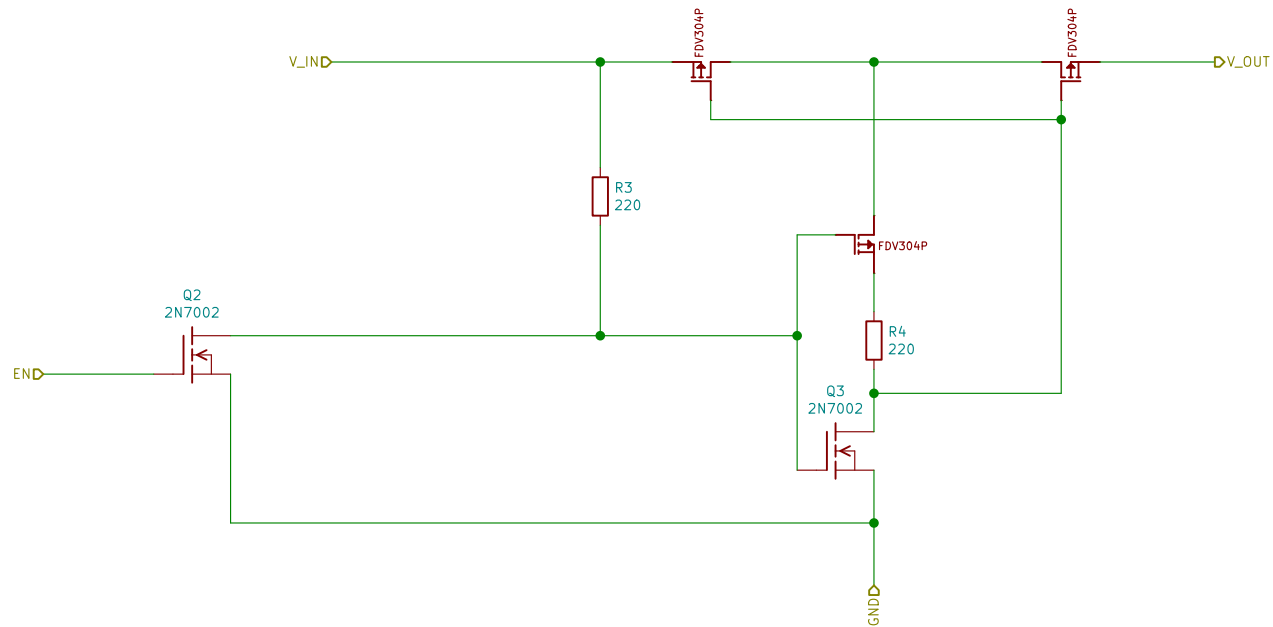 FDV304P
FDV304P
V_IN
V_OUT
R3
220
FDV304P
Q2
2N7002
R4
220
EN
Q3
2N7002
GND